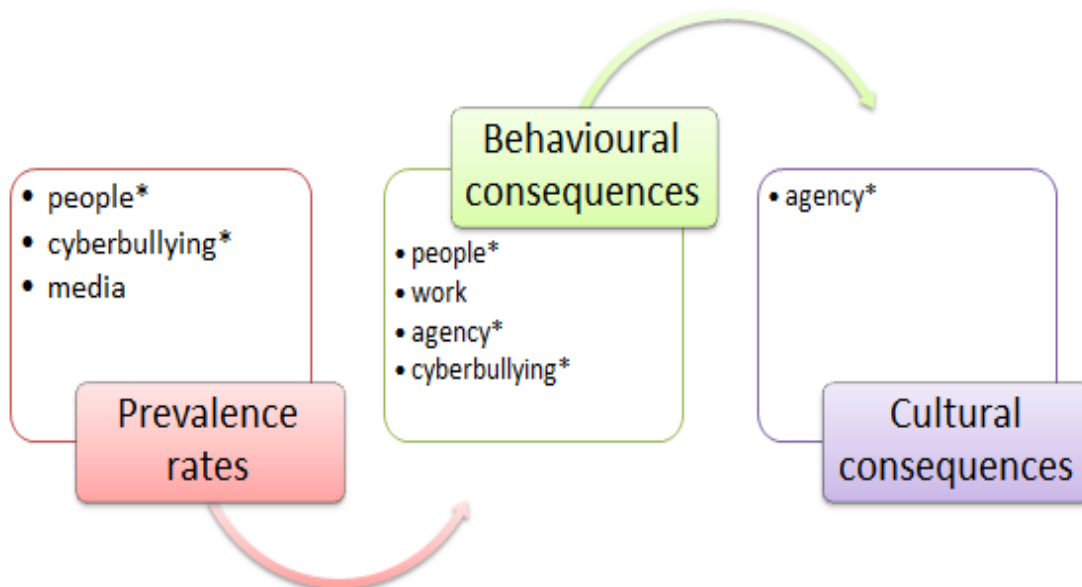 • people*
• cyberbullying*
• media
Prevalence
rates
Behavioural
consequences
• people*
• work
• agency*
• cyberbullying*
• agency*
Cultural
consequences